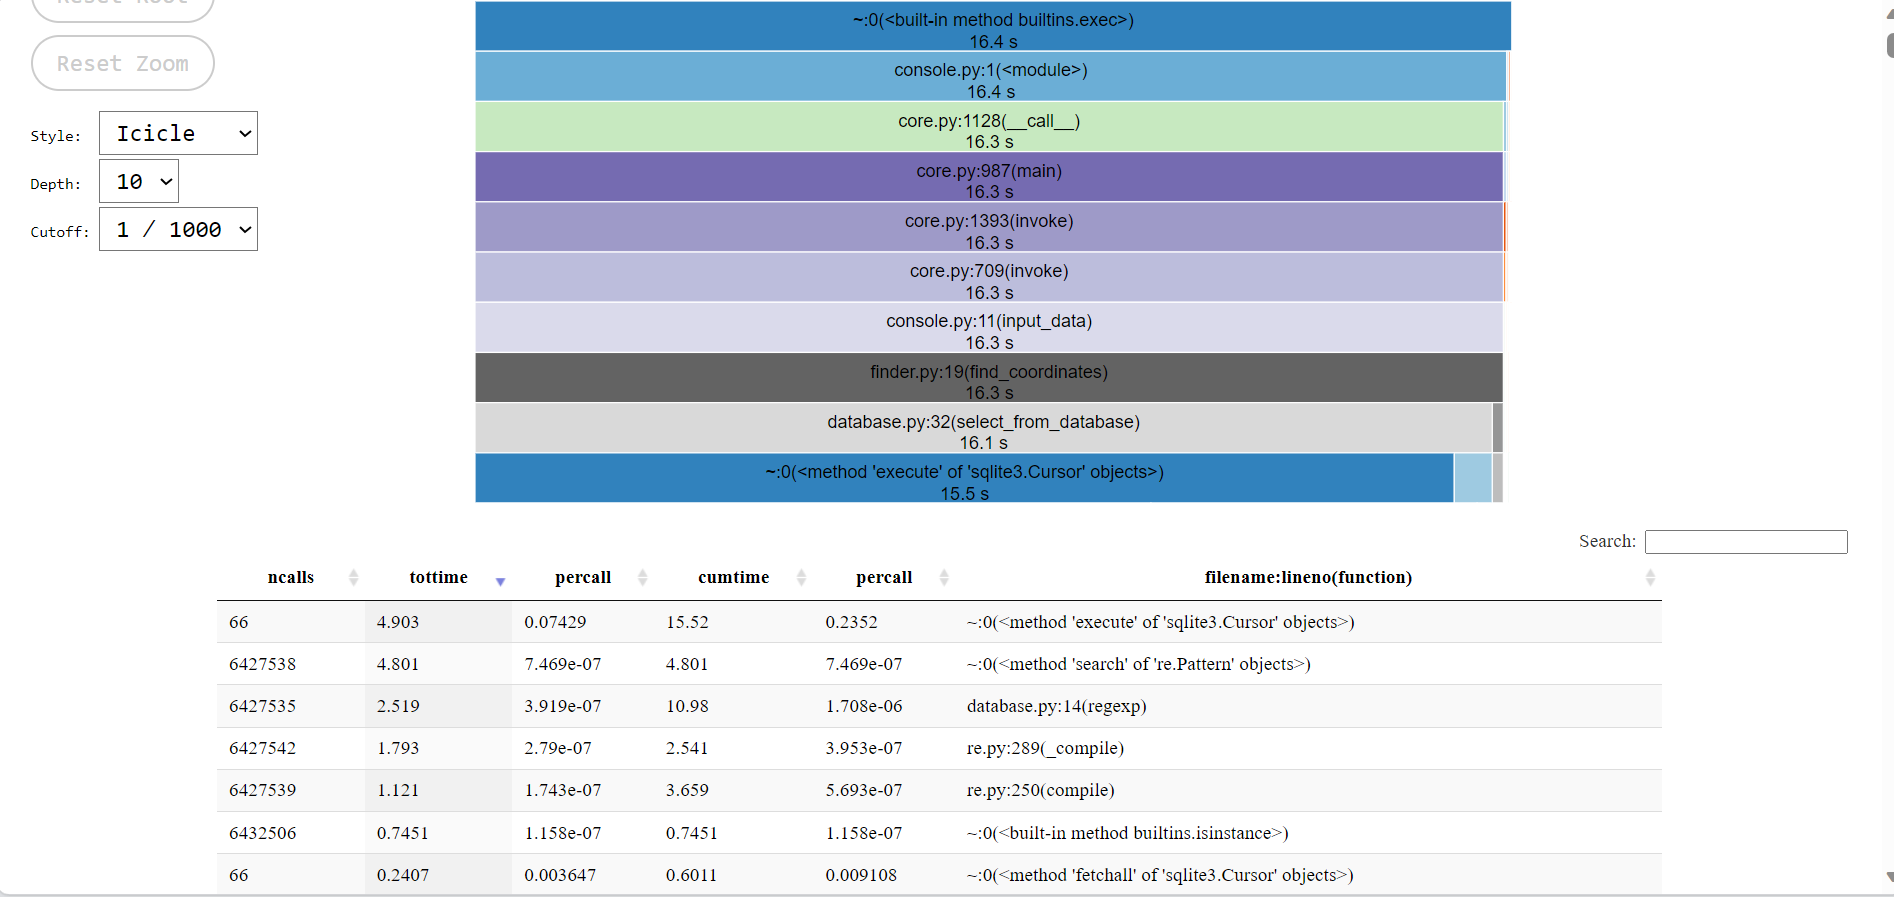 Reset Root
Reset Zoom
Style: Icicle
Depth: 10
Cutoff: 1 / 1000
~:0(<built-in method builtins.exec>)
16.4 s
console.py:1(<module>)
16.4 s
core.py:1128(__call__)
16.3 s
core.py:987(main)
16.3 s
core.py:1393(invoke)
16.3 s
core.py:709(invoke)
16.3 s
console.py:11(input_data)
16.3 s
finder.py:19(find_coordinates)
16.3 s
database.py:32(select_from_database)
16.1 s
~:0(<method 'execute' of 'sqlite3.Cursor' objects>)
15.5 s
Search:
ncalls tottime percall cumtime percall filename:lineno(function)
66 4.903 0.07429 15.52 0.2352 ~:0(<method 'execute' of 'sqlite3.Cursor' objects>)
6427538 4.801 7.469e-07 4.801 7.469e-07 ~:0(<method 'search' of 're.Pattern' objects>)
6427535 2.519 3.919e-07 10.98 1.708e-06 database.py:14(regexp)
6427542 1.793 2.79e-07 2.541 3.953e-07 re.py:289(_compile)
6427539 1.121 1.743e-07 3.659 5.693e-07 re.py:250(compile)
6432506 0.7451 1.158e-07 0.7451 1.158e-07 ~:0(<built-in method builtins.isinstance>)
66 0.2407 0.003647 0.6011 0.009108 ~:0(<method 'fetchall' of 'sqlite3.Cursor' objects>)